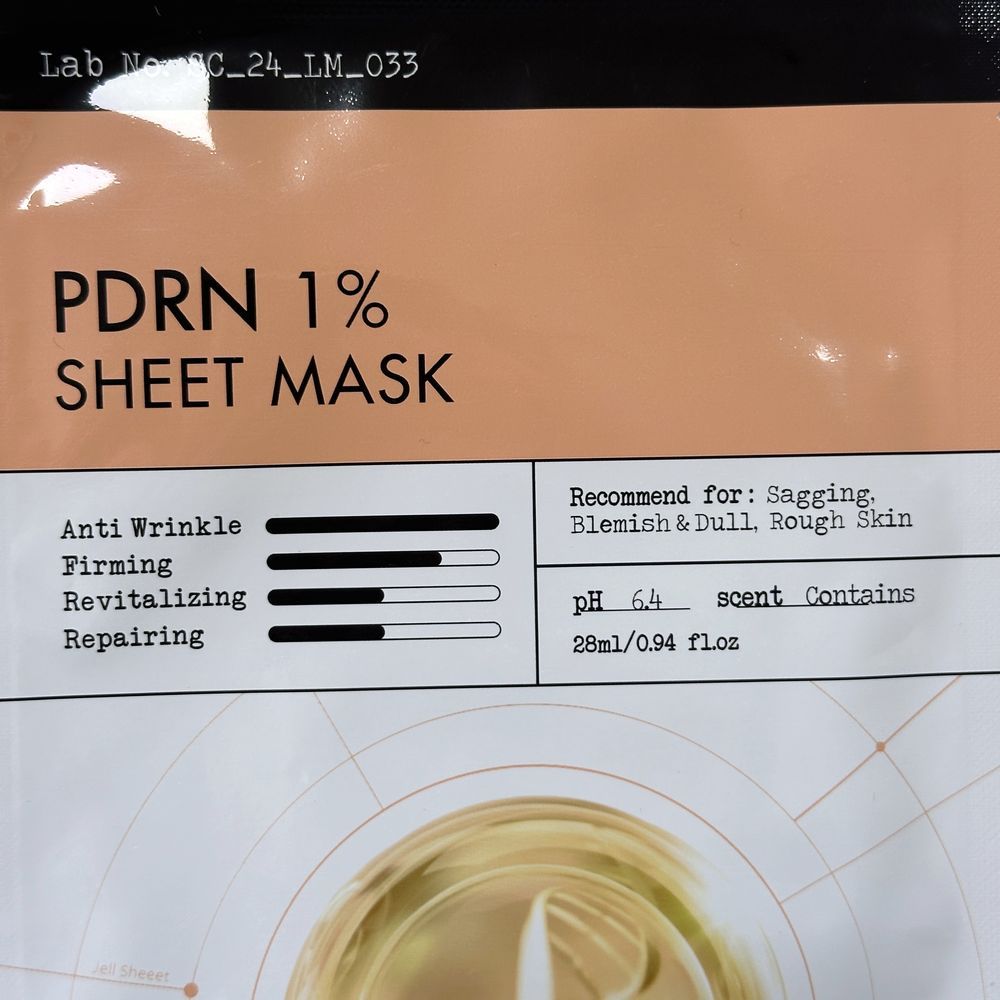 Lab No. SC_24_LM_033
PDRN 1%
SHEET MASK
Anti Wrinkle
Firming
Revitalizing
Repairing
Recommend for: Sagging,
Blemish & Dull, Rough Skin
pH 6.4 scent Contains
28ml/0.94 fl.oz
Jell Sheeet